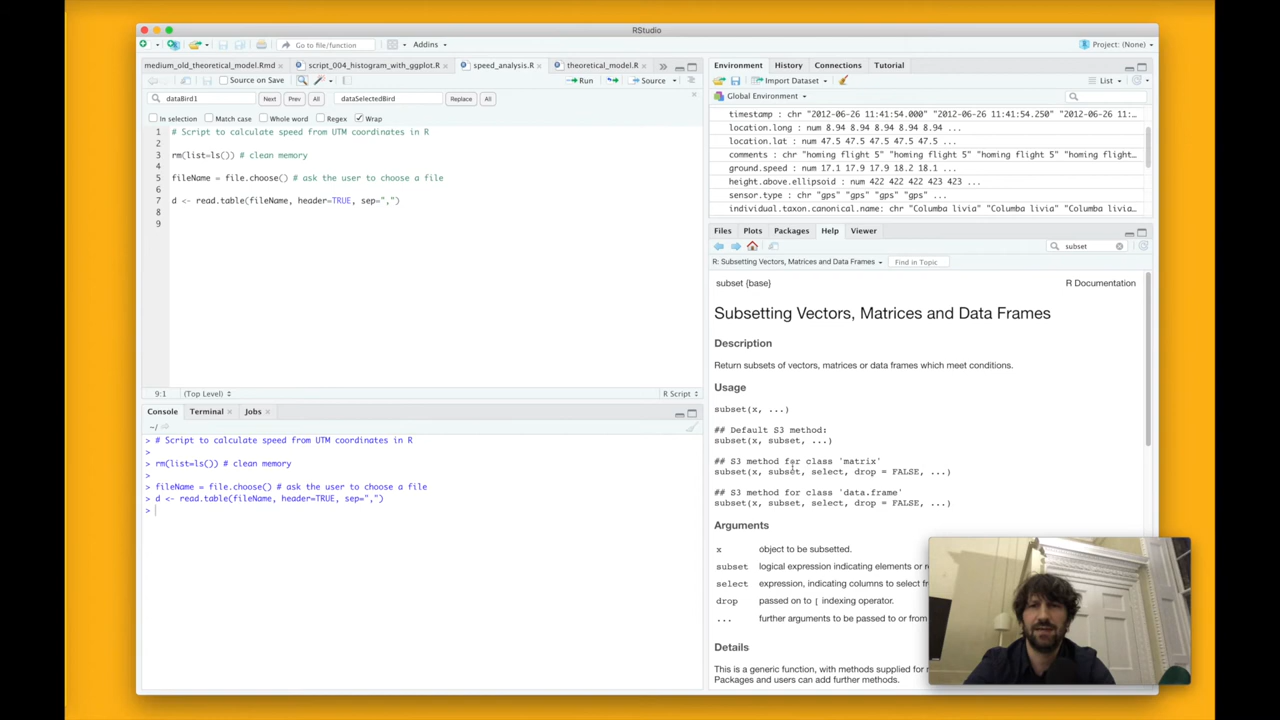 RStudio
Go to file/function
Addins
Project: (None)
medium_old_theoretical_model.Rmd
script_004_histogram_with_ggplot.R
speed_analysis.R
theoretical_model.R
Source on Save
Run
Source
dataBird1
Next
Prev
All
dataSelectedBird
Replace
All
In selection
Match case
Whole word
Regex
Wrap
1 # Script to calculate speed from UTM coordinates in R
2
3 rm(list=ls()) # clean memory
4
5 fileName = file.choose() # ask the user to choose a file
6
7 d <- read.table(fileName, header=TRUE, sep=",")
8
9
9:1
(Top Level)
R Script
Console
Terminal
Jobs
~/
> # Script to calculate speed from UTM coordinates in R
>
> rm(list=ls()) # clean memory
>
> fileName = file.choose() # ask the user to choose a file
> d <- read.table(fileName, header=TRUE, sep=",")
>
Environment
History
Connections
Tutorial
Import Dataset
List
Global Environment
timestamp : chr "2012-06-26 11:41:54.000" "2012-06-26 11:41:54.250" "2012-06-26 11:…
location.long : num 8.94 8.94 8.94 8.94 8.94 ...
location.lat : num 47.5 47.5 47.5 47.5 47.5 ...
comments : chr "homing flight 5" "homing flight 5" "homing flight 5" "homing flight…
ground.speed : num 17.1 17.9 17.9 18.2 18.1 ...
height.above.ellipsoid : num 422 422 422 423 423 ...
sensor.type : chr "gps" "gps" "gps" "gps" ...
individual.taxon.canonical.name: chr "Columba livia" "Columba livia" "Columba livia…
Files
Plots
Packages
Help
Viewer
subset
R: Subsetting Vectors, Matrices and Data Frames
Find in Topic
subset {base}
R Documentation
Subsetting Vectors, Matrices and Data Frames
Description
Return subsets of vectors, matrices or data frames which meet conditions.
Usage
subset(x, ...)
## Default S3 method:
subset(x, subset, ...)
## S3 method for class 'matrix'
subset(x, subset, select, drop = FALSE, ...)
## S3 method for class 'data.frame'
subset(x, subset, select, drop = FALSE, ...)
Arguments
x object to be subsetted.
subset logical expression indicating elements or
select expression, indicating columns to select
drop passed on to [ indexing operator.
... further arguments to be passed to or from
Details
This is a generic function, with methods supplied for
Packages and users can add further methods.